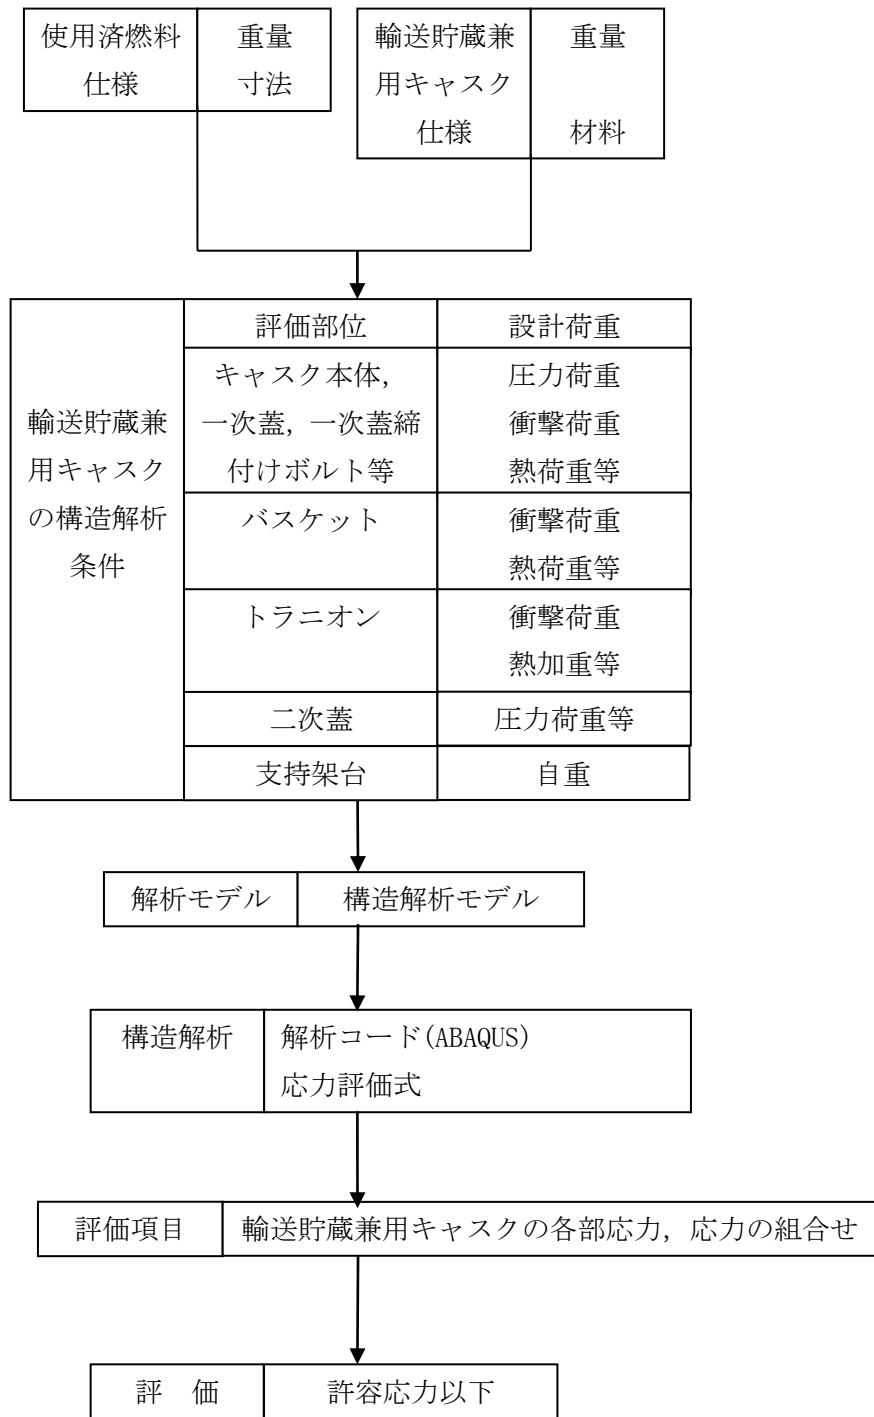 使用済燃料
仕様
重量
寸法
輸送貯蔵兼
用キャスク
仕様
重量
材料
輸送貯蔵兼
用キャスク
の構造解析
条件
評価部位
設計荷重
キャスク本体，
一次蓋，一次蓋締
付けボルト等
圧力荷重
衝撃荷重
熱荷重等
バスケット
衝撃荷重
熱荷重等
トラニオン
衝撃荷重
熱加重等
二次蓋
圧力荷重等
支持架台
自重
解析モデル
構造解析モデル
構造解析
解析コード(ABAQUS)
応力評価式
評価項目
輸送貯蔵兼用キャスクの各部応力，応力の組合せ
評　価
許容応力以下